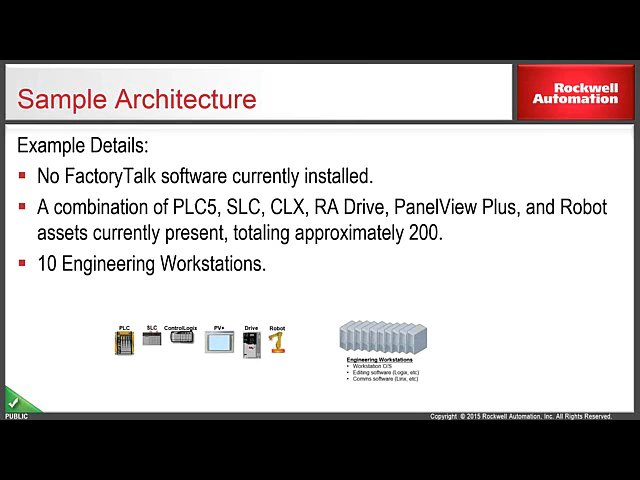 Sample Architecture
Rockwell
Automation
Example Details:
No FactoryTalk software currently installed.
A combination of PLC5, SLC, CLX, RA Drive, PanelView Plus, and Robot
assets currently present, totaling approximately 200.
10 Engineering Workstations.
PLC SLC ControlLogix PV+ Drive Robot
Engineering Workstations
• Workstation O/S
• Editing software (Logix, etc)
• Comms software (Linx, etc)
PUBLIC
Copyright © 2015 Rockwell Automation, Inc. All Rights Reserved.